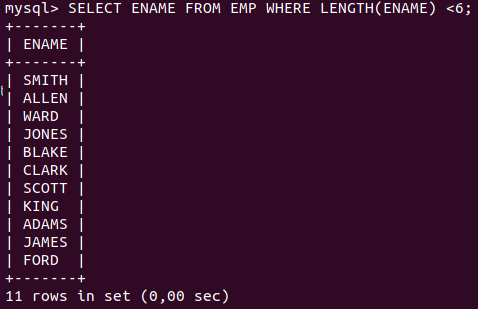 mysql> SELECT ENAME FROM EMP WHERE LENGTH(ENAME) <6;
+-------+
| ENAME |
+-------+
| SMITH |
| ALLEN |
| WARD  |
| JONES |
| BLAKE |
| CLARK |
| SCOTT |
| KING  |
| ADAMS |
| JAMES |
| FORD  |
+-------+
11 rows in set (0,00 sec)